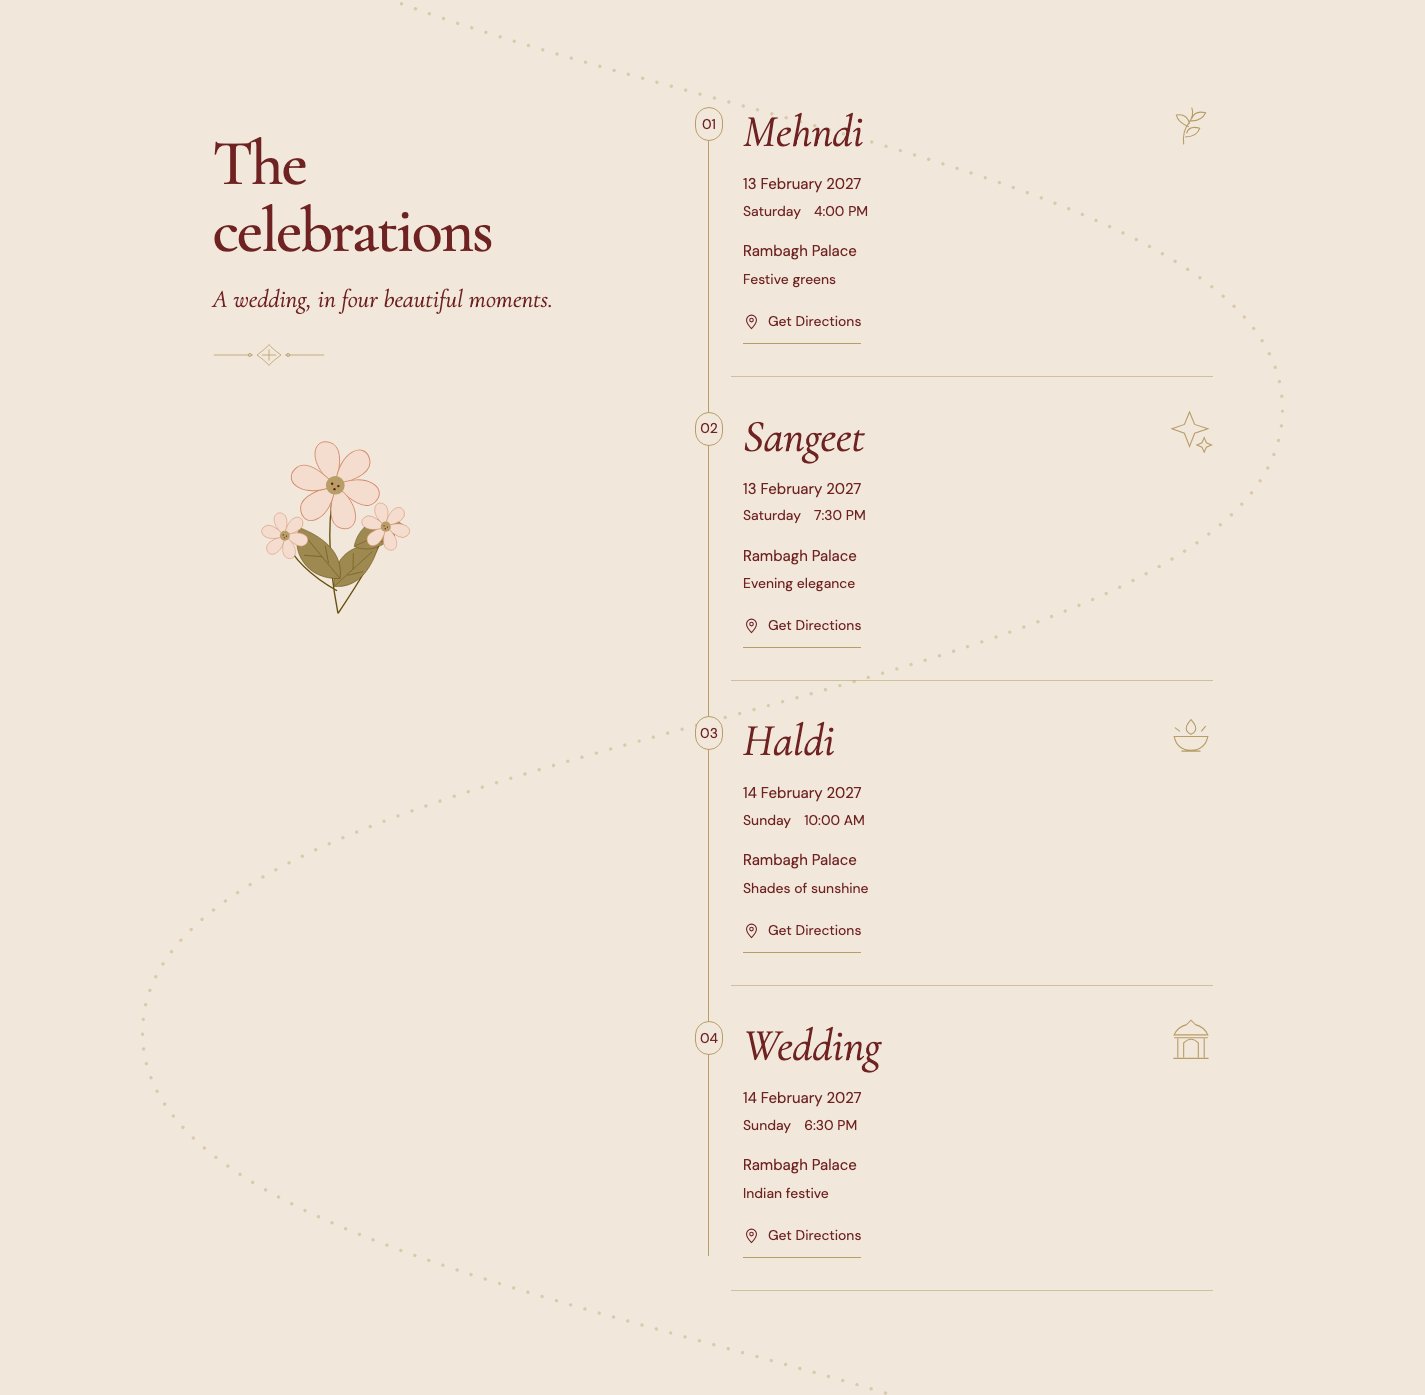 The
celebrations
A wedding, in four beautiful moments.
01
Mehndi
13 February 2027
Saturday 4:00 PM
Rambagh Palace
Festive greens
Get Directions
02
Sangeet
13 February 2027
Saturday 7:30 PM
Rambagh Palace
Evening elegance
Get Directions
03
Haldi
14 February 2027
Sunday 10:00 AM
Rambagh Palace
Shades of sunshine
Get Directions
04
Wedding
14 February 2027
Sunday 6:30 PM
Rambagh Palace
Indian festive
Get Directions